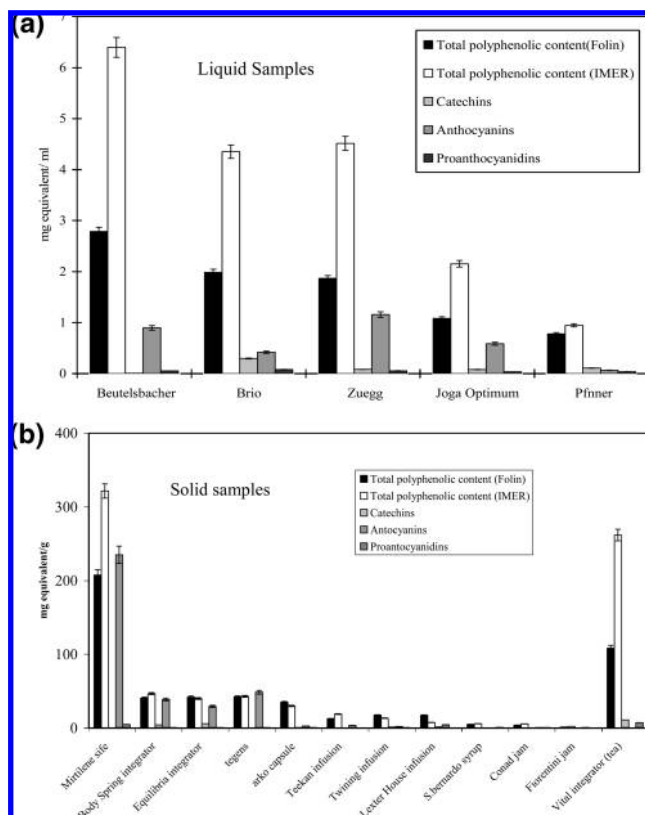 (a)
7
6
5
4
3
2
1
0
mg equivalent/ ml
Liquid Samples
Total polyphenolic content(Folin)
Total polyphenolic content (IMER)
Catechins
Anthocyanins
Proanthocyanidins
Beutelsbacher Brio Zuegg Joga Optimum Pfnner
(b)
400
300
200
100
0
mg equivalent/g
Solid samples
Total polyphenolic content (Folin)
Total polyphenolic content (IMER)
Catechins
Antocyanins
Proantocyanidins
Mirtilene sife
Body Spring integrator
Equilibria integrator
tegens
arko capsule
Teekan infusion
Twining infusion
Lexter House infusion
S.bernardo syrup
Conad jam
Fiorentini jam
Vital integrator (tea)